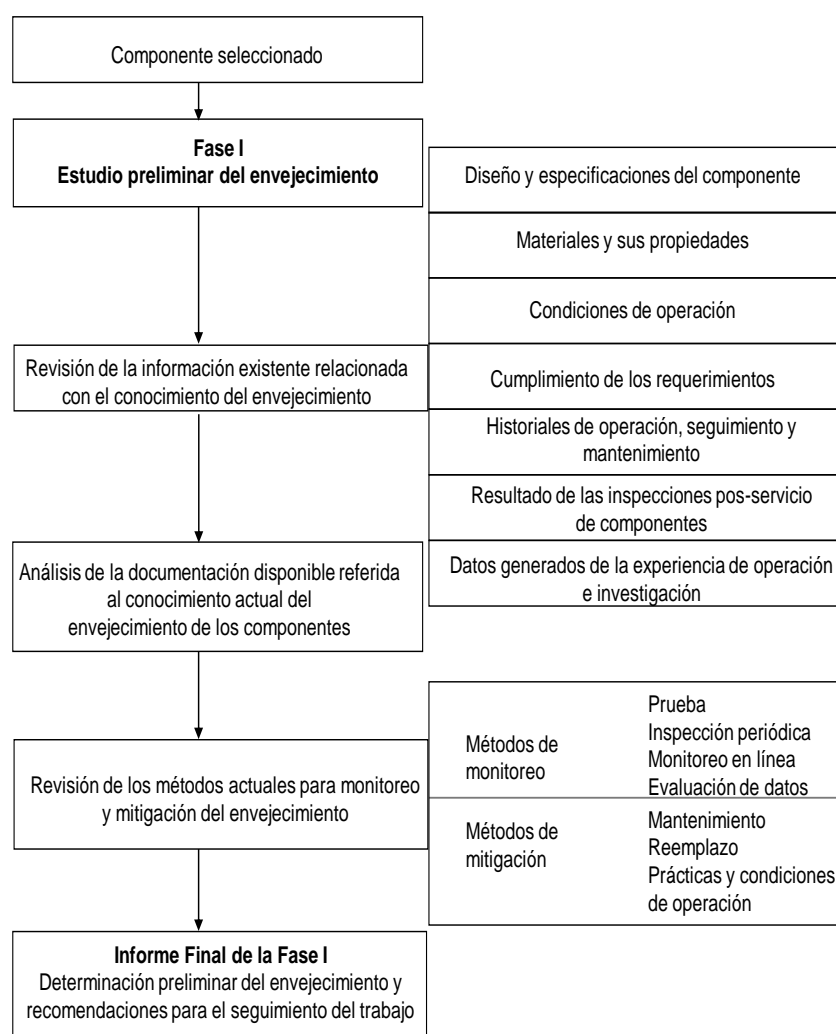 Componente seleccionado
Fase I
Estudio preliminar del envejecimiento
Diseño y especificaciones del componente
Materiales y sus propiedades
Condiciones de operación
Revisión de la información existente relacionada
con el conocimiento del envejecimiento
Cumplimiento de los requerimientos
Historiales de operación, seguimiento y
mantenimiento
Resultado de las inspecciones pos-servicio
de componentes
Datos generados de la experiencia de operación
e investigación
Análisis de la documentación disponible referida
al conocimiento actual del
envejecimiento de los componentes
Revisión de los métodos actuales para monitoreo
y mitigación del envejecimiento
Métodos de
monitoreo
Prueba
Inspección periódica
Monitoreo en línea
Evaluación de datos
Métodos de
mitigación
Mantenimiento
Reemplazo
Prácticas y condiciones
de operación
Informe Final de la Fase I
Determinación preliminar del envejecimiento y
recomendaciones para el seguimiento del trabajo